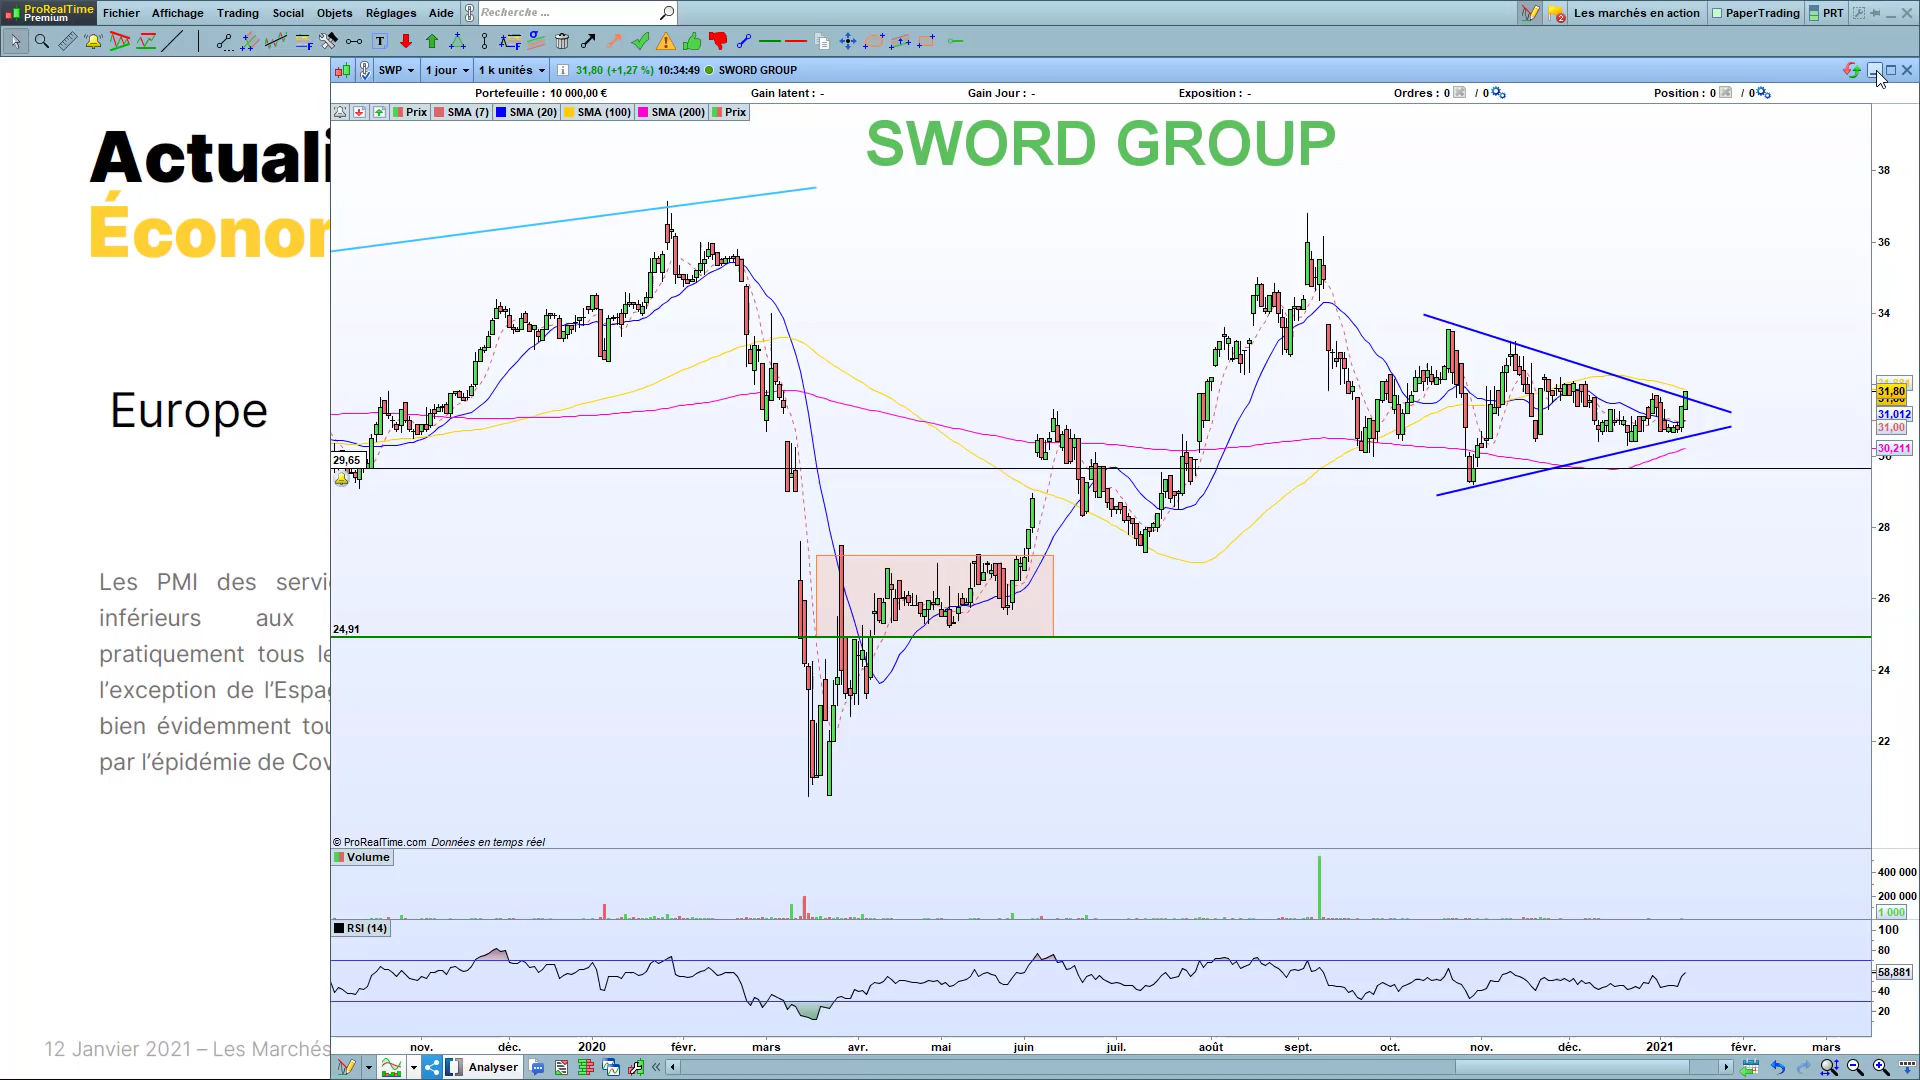 ProRealTime
Premium
Fichier Affichage Trading Social Objets Réglages Aide
Recherche ...
2 Les marchés en action PaperTrading PRT
SWP 1 jour 1 k unités 31,80 (+1,27 %) 10:34:49 SWORD GROUP
Portefeuille : 10 000,00 € Gain latent : - Gain Jour : - Exposition : - Ordres : 0 / 0 Position : 0 / 0
Prix SMA (7) SMA (20) SMA (100) SMA (200) Prix
SWORD GROUP
Actuali
Éconor
Europe
Les PMI des servi
inférieurs aux
pratiquement tous le
l’exception de l’Espa
bien évidemment tou
par l’épidémie de Cov
12 Janvier 2021 – Les Marchés
29,65
24,91
38
36
34
31,80
31,012
31,00
30,211
30
28
26
24
22
© ProRealTime.com Données en temps réel
Volume
400 000
200 000
1 000
RSI (14)
100
80
58,881
40
20
nov. déc. 2020 févr. mars avr. mai juin juil. août sept. oct. nov. déc. 2021 févr. mars
Analyser